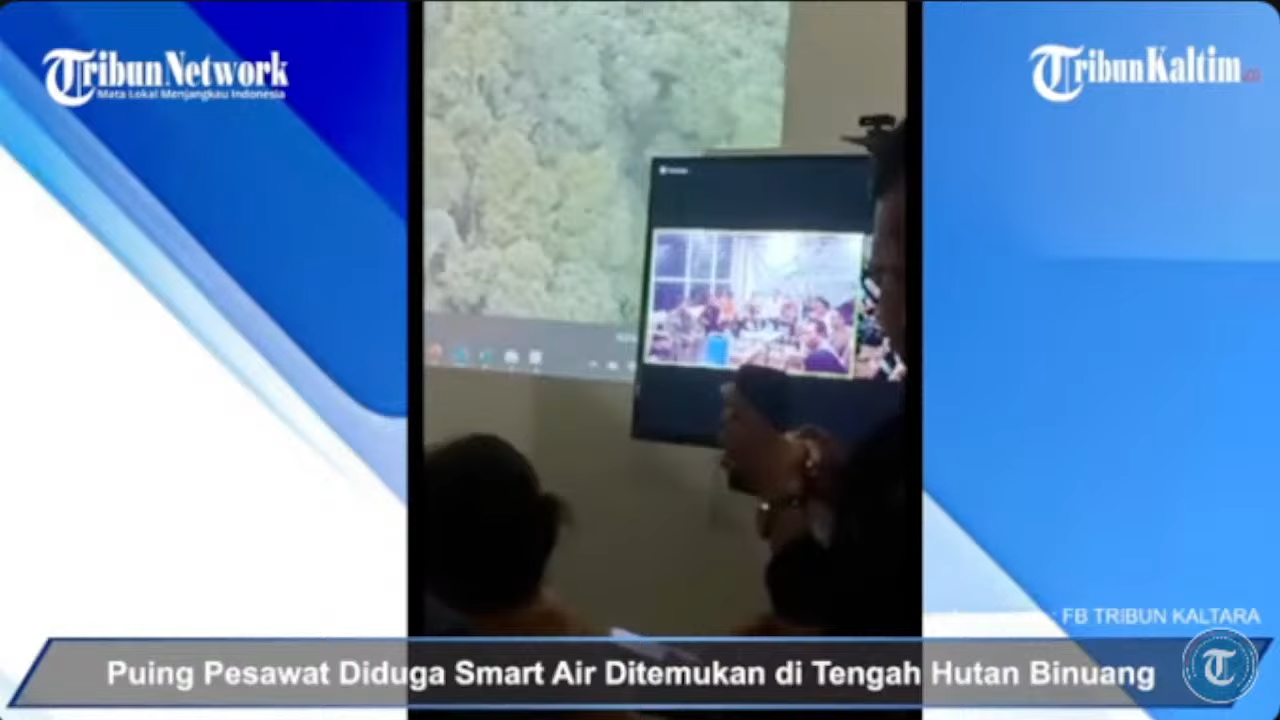 TribunNetwork
Mata Lokal Menjangkau Indonesia
TribunKaltim.co
FB TRIBUN KALTARA
Puing Pesawat Diduga Smart Air Ditemukan di Tengah Hutan Binuang